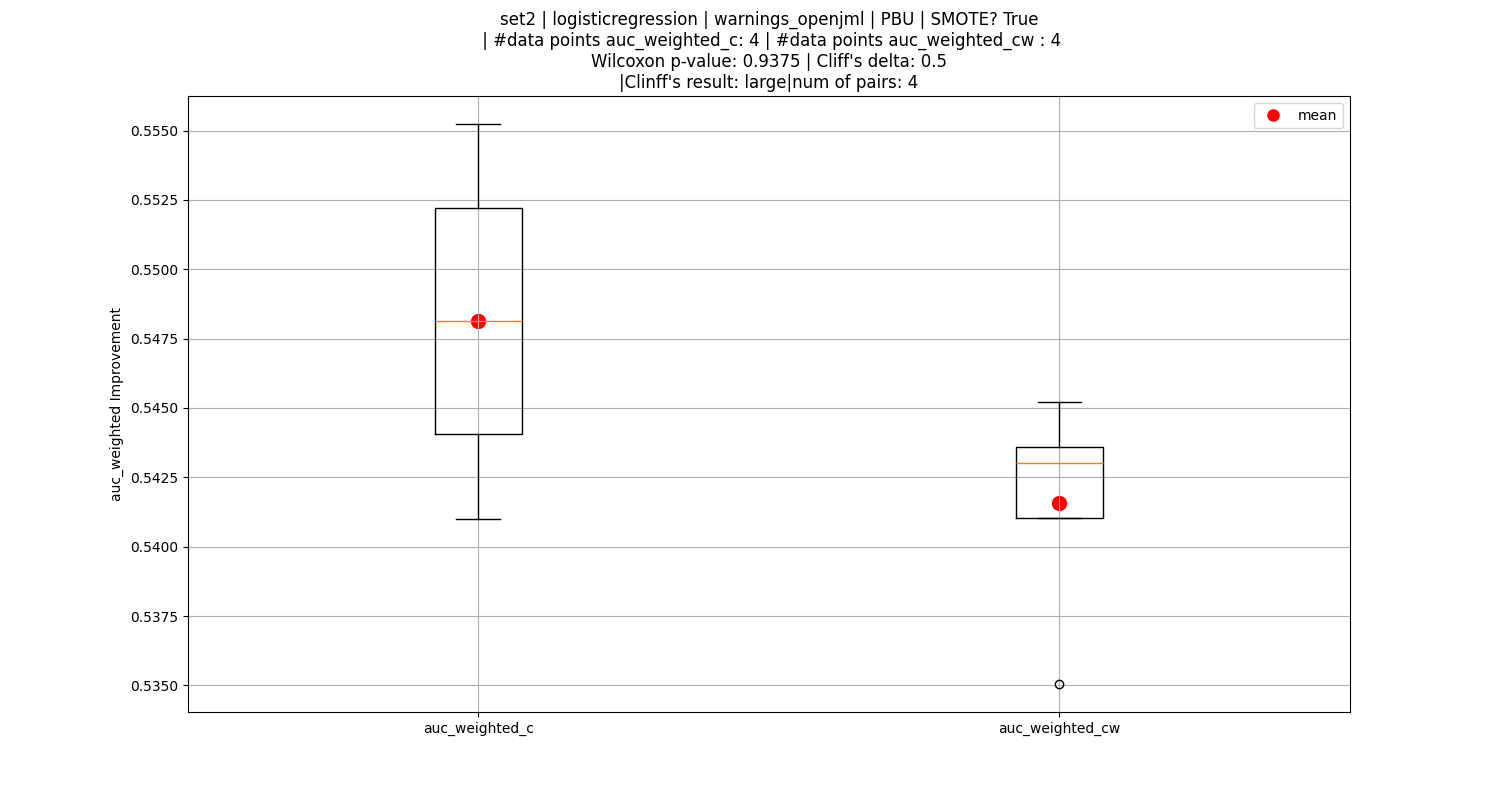 set2 | logisticregression | warnings_openjml | PBU | SMOTE? True
| #data points auc_weighted_c: 4 | #data points auc_weighted_cw : 4
Wilcoxon p-value: 0.9375 | Cliff's delta: 0.5
|Clinff's result: large|num of pairs: 4
mean
0.5550
0.5525
0.5500
0.5475
0.5450
0.5425
0.5400
0.5375
0.5350
auc_weighted Improvement
auc_weighted_c
auc_weighted_cw